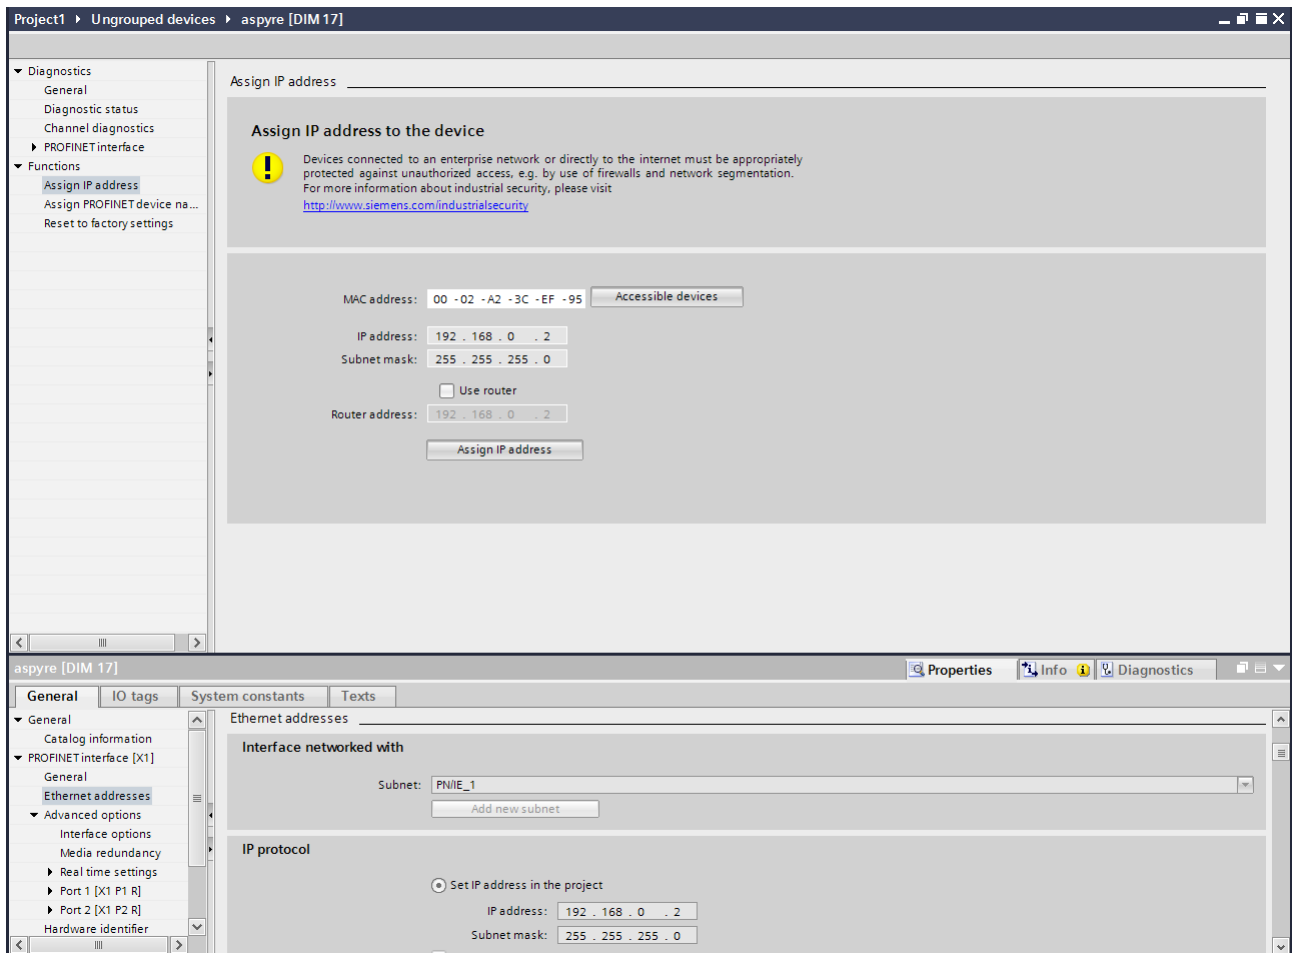 Project1 ▸ Ungrouped devices ▸ aspyre [DIM 17]
Diagnostics
General
Diagnostic status
Channel diagnostics
PROFINET interface
Functions
Assign IP address
Assign PROFINET device na...
Reset to factory settings
Assign IP address
Assign IP address to the device
Devices connected to an enterprise network or directly to the internet must be appropriately
protected against unauthorized access, e.g. by use of firewalls and network segmentation.
For more information about industrial security, please visit
http://www.siemens.com/industrialsecurity
MAC address: 00 -02 -A2 -3C -EF -95 Accessible devices
IP address: 192 . 168 . 0 . 2
Subnet mask: 255 . 255 . 255 . 0
Use router
Router address: 192 . 168 . 0 . 2
Assign IP address
aspyre [DIM 17]
Properties Info Diagnostics
General IO tags System constants Texts
General
Catalog information
PROFINET interface [X1]
General
Ethernet addresses
Advanced options
Interface options
Media redundancy
Real time settings
Port 1 [X1 P1 R]
Port 2 [X1 P2 R]
Hardware identifier
Ethernet addresses
Interface networked with
Subnet: PN/IE_1
Add new subnet
IP protocol
Set IP address in the project
IP address: 192 . 168 . 0 . 2
Subnet mask: 255 . 255 . 255 . 0